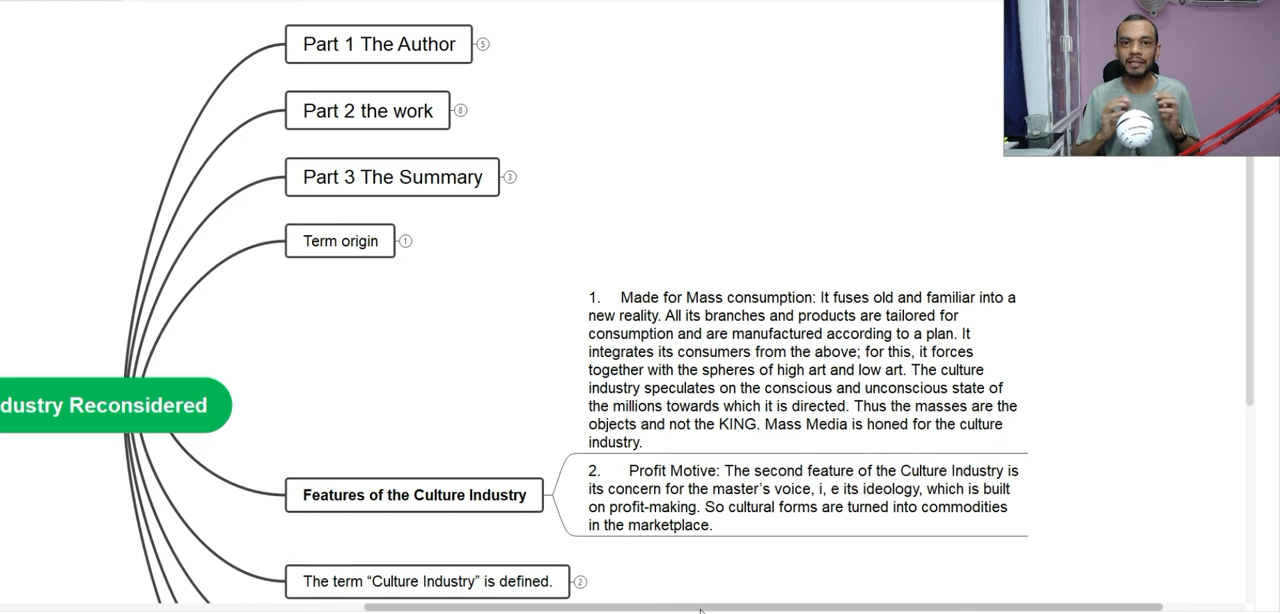 Part 1 The Author
5
Part 2 the work
8
Part 3 The Summary
3
Term origin
1
dustry Reconsidered
1. Made for Mass consumption: It fuses old and familiar into a
new reality. All its branches and products are tailored for
consumption and are manufactured according to a plan. It
integrates its consumers from the above; for this, it forces
together with the spheres of high art and low art. The culture
industry speculates on the conscious and unconscious state of
the millions towards which it is directed. Thus the masses are the
objects and not the KING. Mass Media is honed for the culture
industry.
Features of the Culture Industry
2. Profit Motive: The second feature of the Culture Industry is
its concern for the master’s voice, i, e its ideology, which is built
on profit-making. So cultural forms are turned into commodities
in the marketplace.
The term “Culture Industry” is defined.
2